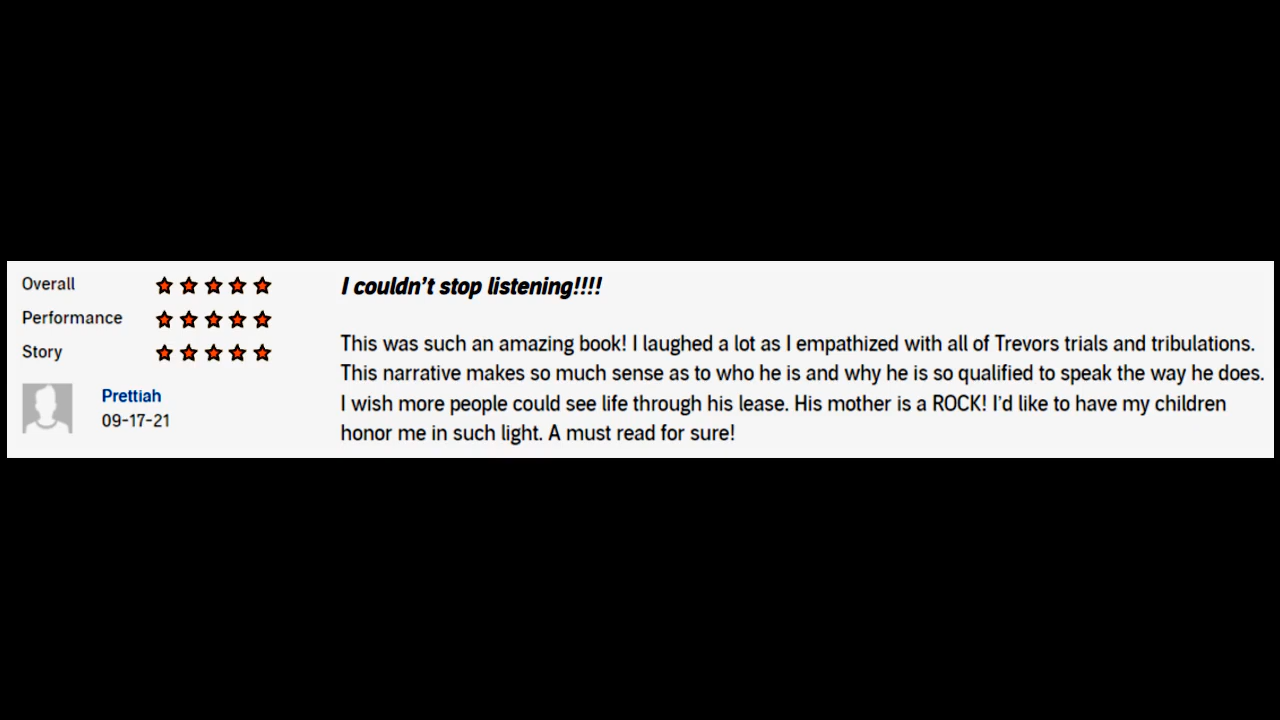 Overall
Performance
Story
Prettiah
09-17-21
I couldn't stop listening!!!!
This was such an amazing book! I laughed a lot as I empathized with all of Trevors trials and tribulations.
This narrative makes so much sense as to who he is and why he is so qualified to speak the way he does.
I wish more people could see life through his lease. His mother is a ROCK! I'd like to have my children
honor me in such light. A must read for sure!